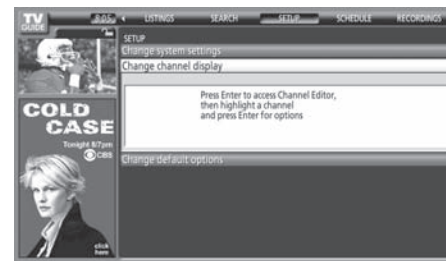 TV GUIDE 8:05 LISTINGS SEARCH SETUP SCHEDULE RECORDINGS
SETUP
Change system settings
Change channel display
Press Enter to access Channel Editor,
then highlight a channel
and press Enter for options
Change default options
COLD
CASE
Tonight 8/7pm
CBS
click
here